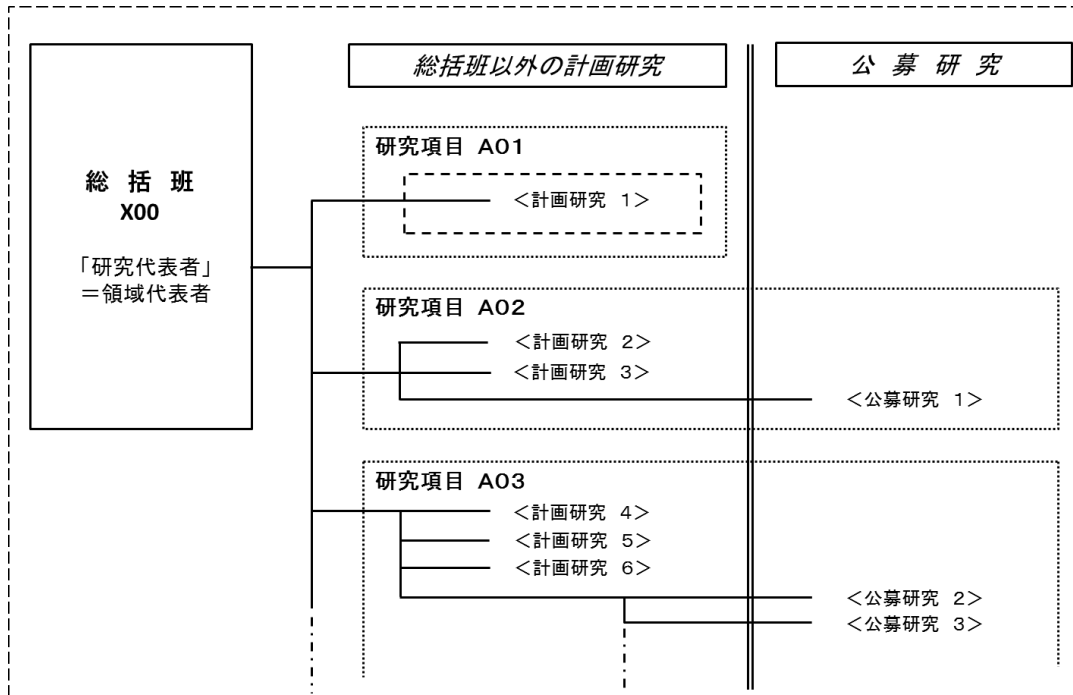 総括班以外の計画研究
公 募 研 究
総 括 班
X00
「研究代表者」
＝領域代表者
研究項目 A01
＜計画研究 1＞
研究項目 A02
＜計画研究 2＞
＜計画研究 3＞
＜公募研究 1＞
研究項目 A03
＜計画研究 4＞
＜計画研究 5＞
＜計画研究 6＞
＜公募研究 2＞
＜公募研究 3＞